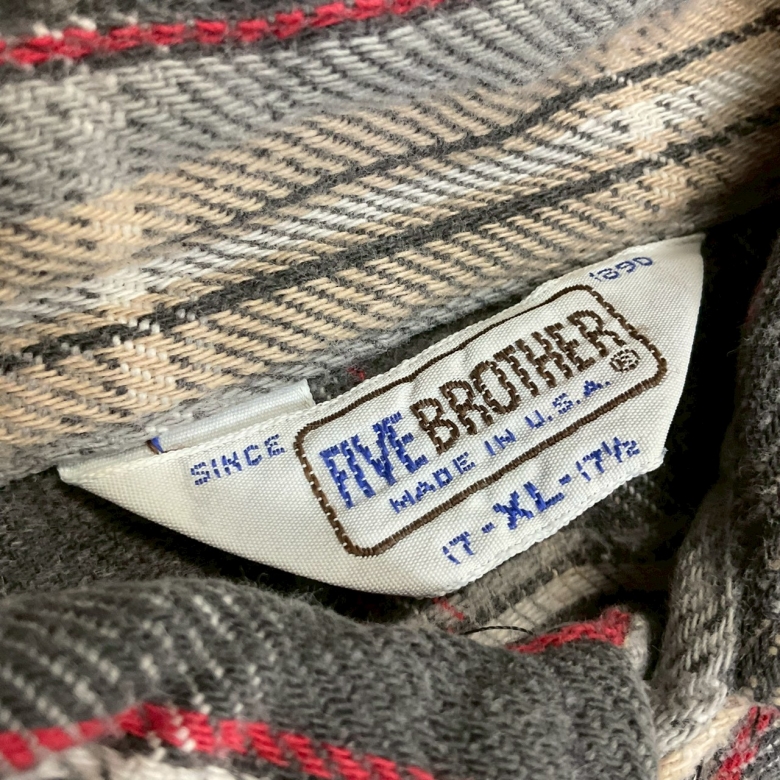 SINCE 1890
FIVE BROTHER®
MADE IN U.S.A.
17-XL-17½